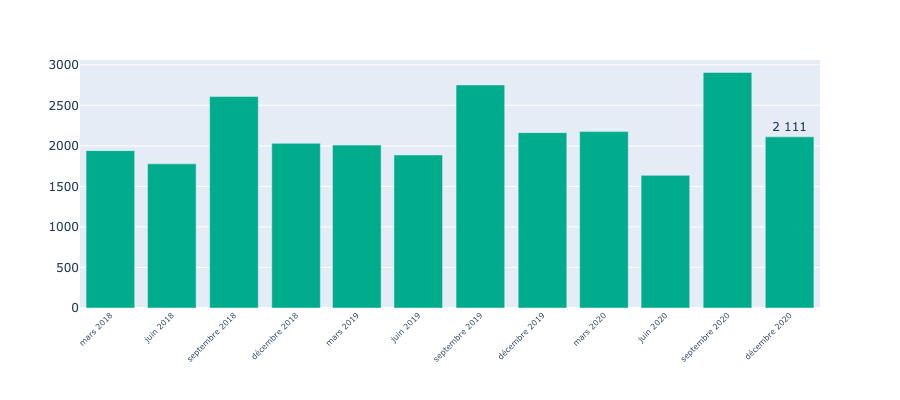 3000
2500
2000
1500
1000
500
0
2 111
mars 2018
juin 2018
septembre 2018
décembre 2018
mars 2019
juin 2019
septembre 2019
décembre 2019
mars 2020
juin 2020
septembre 2020
décembre 2020